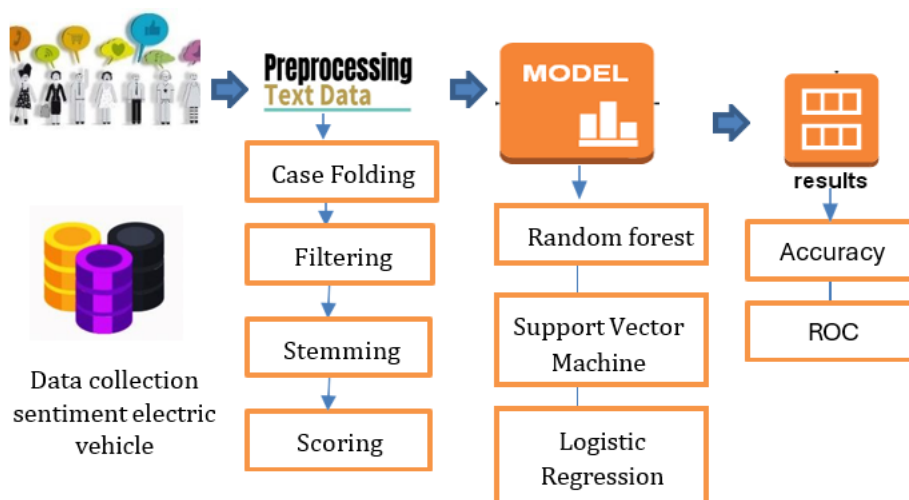 Data collection
sentiment electric
vehicle
Preprocessing
Text Data
Case Folding
Filtering
Stemming
Scoring
MODEL
Random forest
Support Vector
Machine
Logistic
Regression
results
Accuracy
ROC